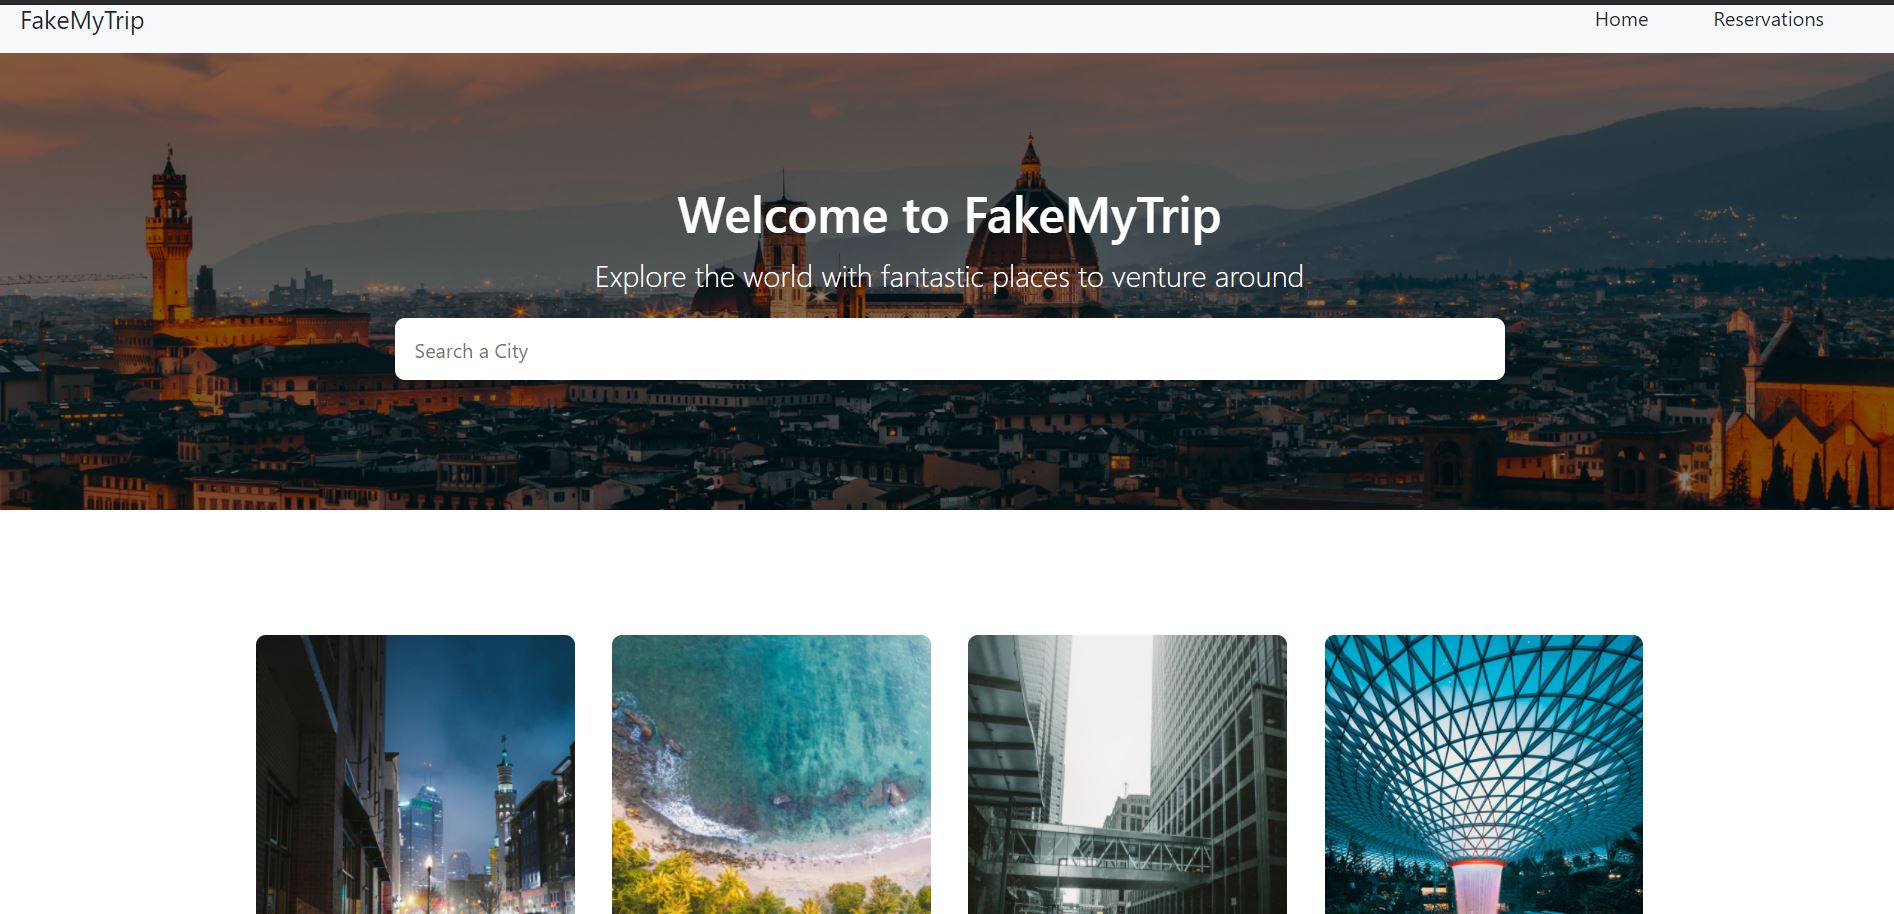 FakeMyTrip
Home
Reservations
Welcome to FakeMyTrip
Explore the world with fantastic places to venture around
Search a City